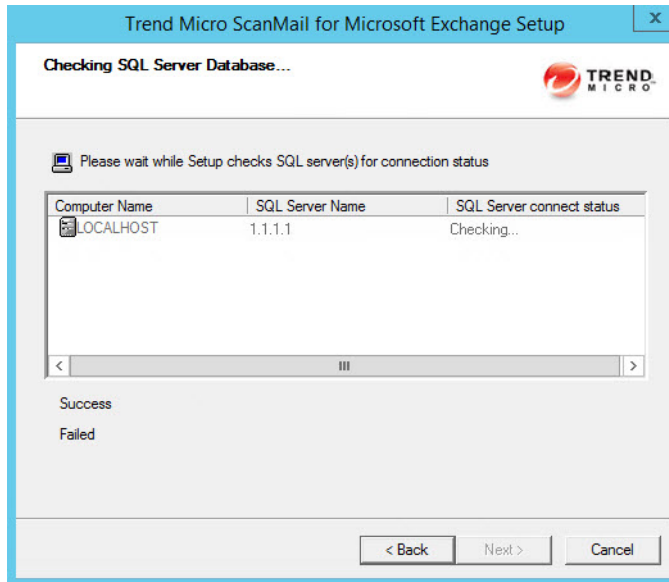 Trend Micro ScanMail for Microsoft Exchange Setup
x
Checking SQL Server Database...
TREND
MICRO
Please wait while Setup checks SQL server(s) for connection status
Computer Name SQL Server Name SQL Server connect status
LOCALHOST 1.1.1.1 Checking...
Success
Failed
< Back Next > Cancel